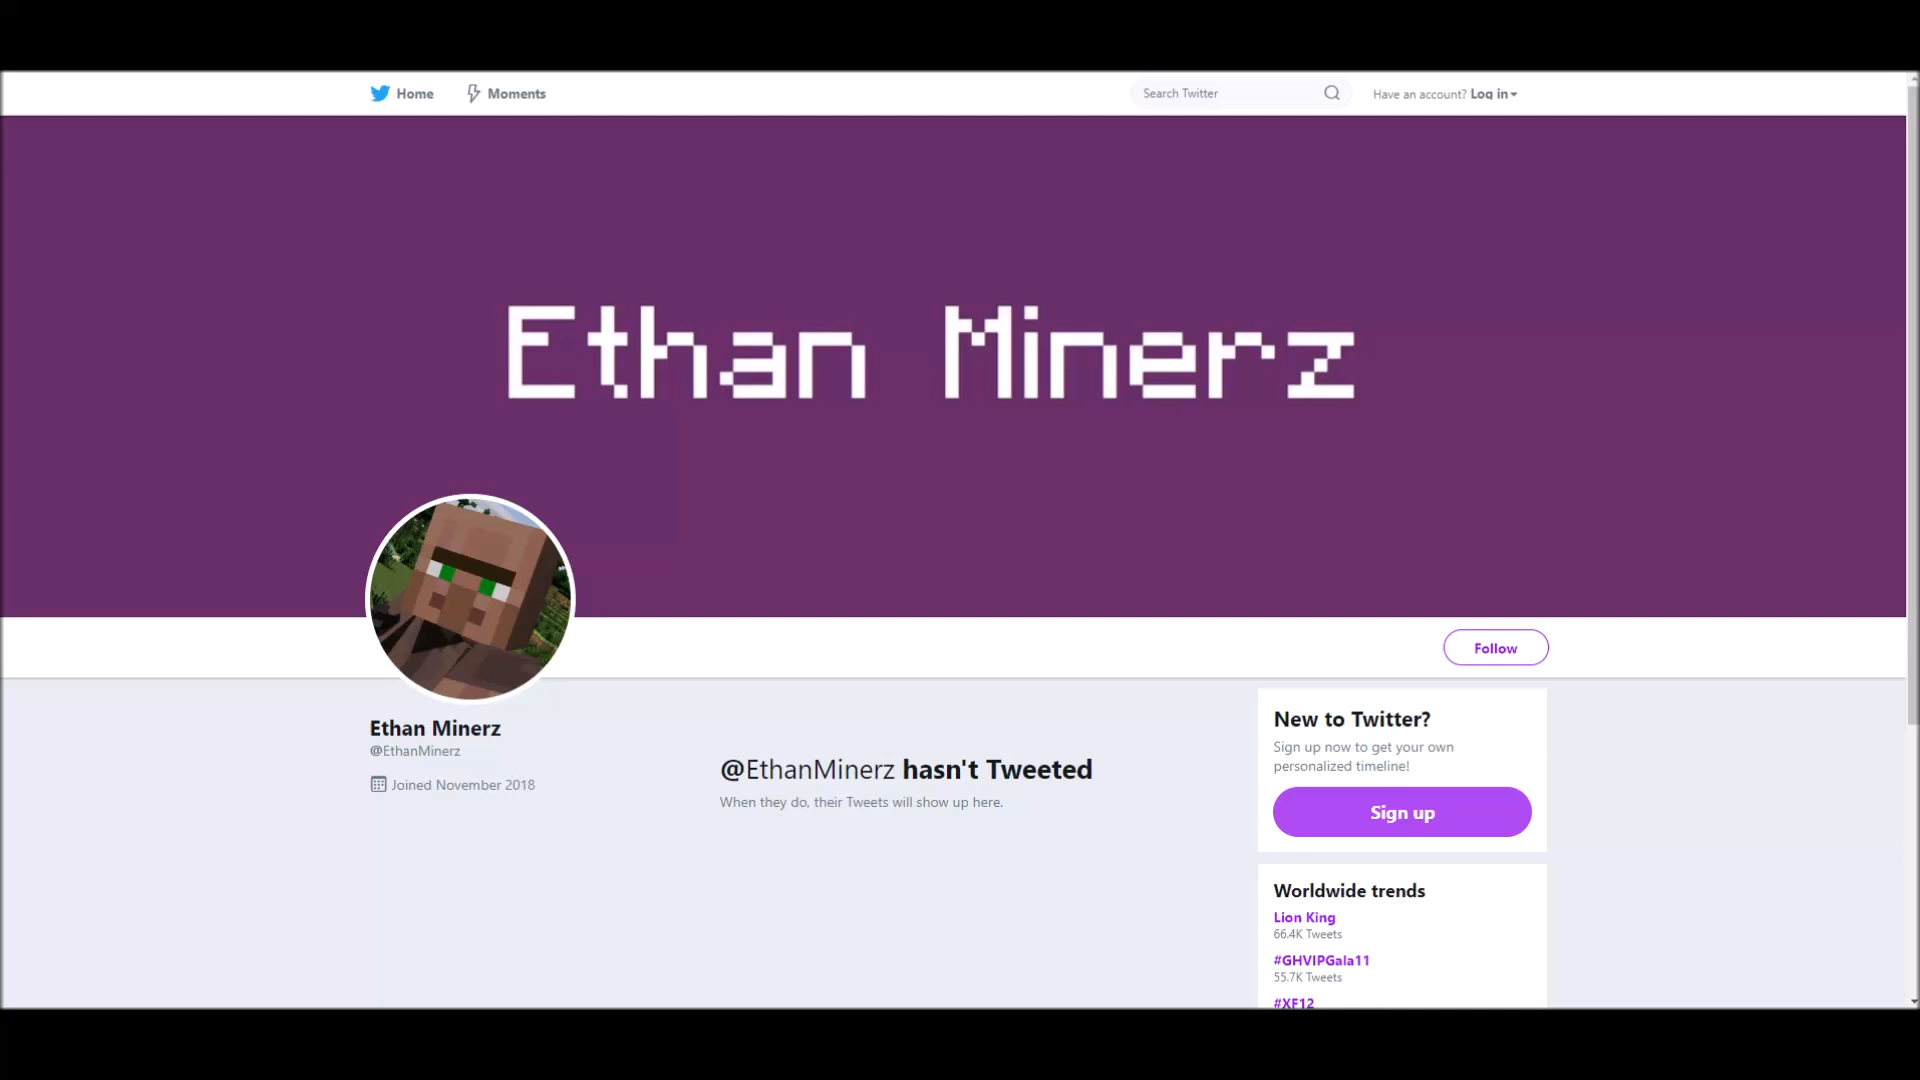 Home
Moments
Search Twitter
Have an account? Log in
Ethan Minerz
Follow
Ethan Minerz
@EthanMinerz
Joined November 2018
@EthanMinerz hasn't Tweeted
When they do, their Tweets will show up here.
New to Twitter?
Sign up now to get your own
personalized timeline!
Sign up
Worldwide trends
Lion King
66.4K Tweets
#GHVIPGala11
55.7K Tweets
#XF12